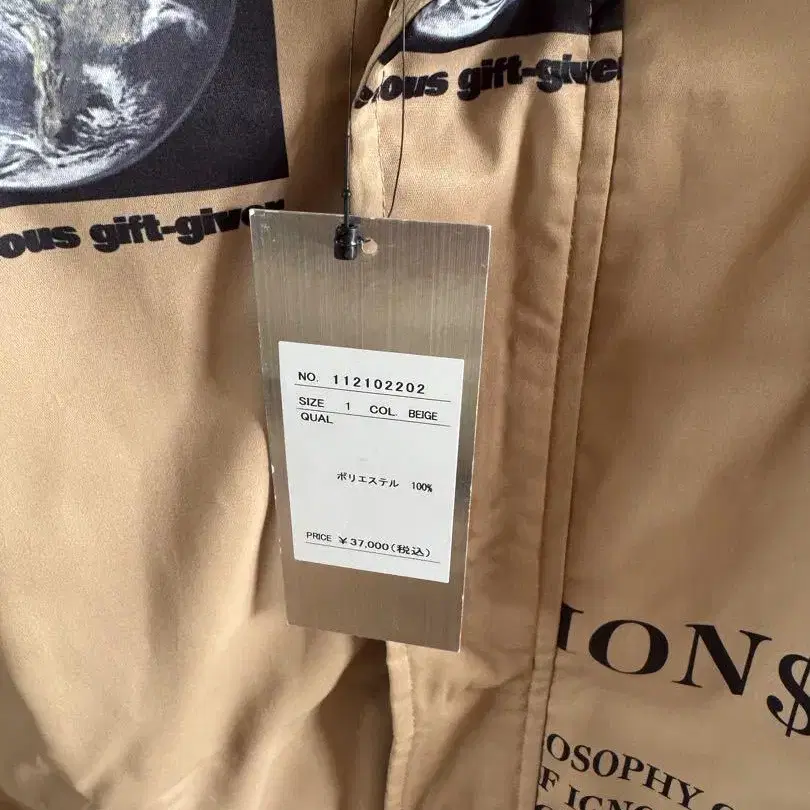 ous gift-give
ous gift-giver
NO. 112102202
SIZE 1 COL. BEIGE
QUAL
ポリエステル 100%
PRICE ¥37,000(税込)
ION$
OSOPHY
F IGNO